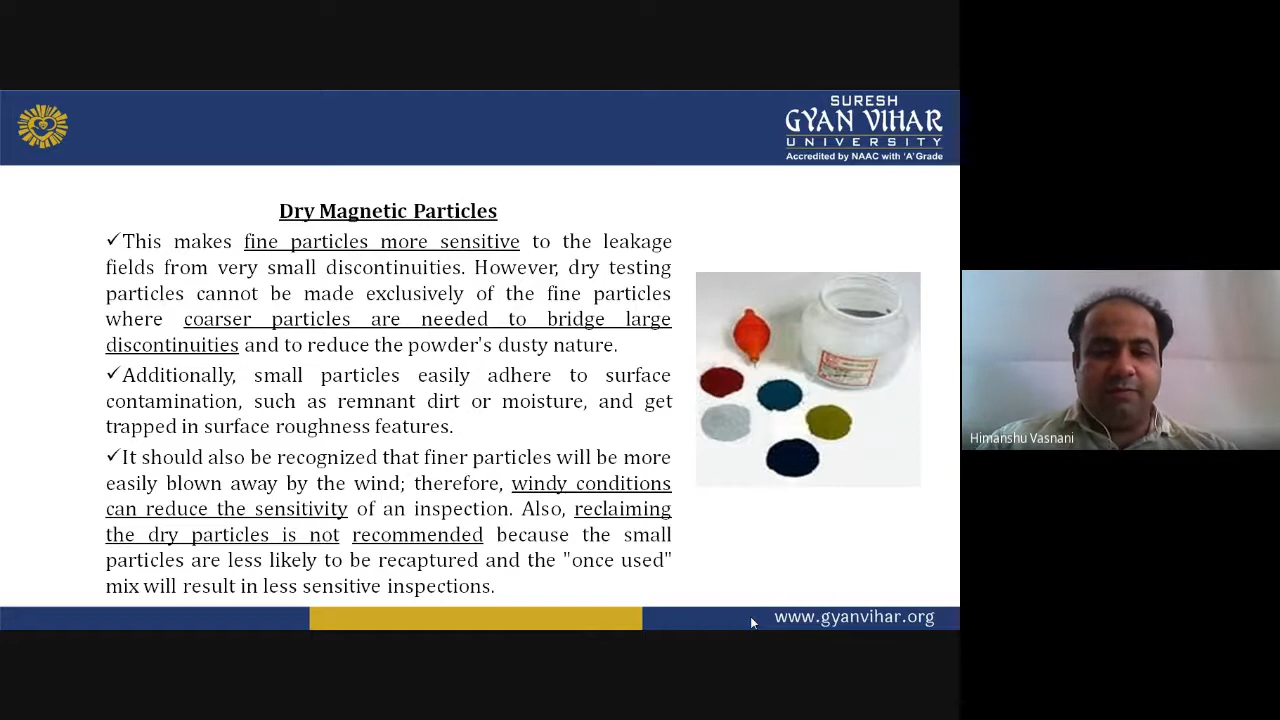 SURESH
GYAN VIHAR
UNIVERSITY
Accredited by NAAC with 'A' Grade
Dry Magnetic Particles
✓This makes fine particles more sensitive to the leakage
fields from very small discontinuities. However, dry testing
particles cannot be made exclusively of the fine particles
where coarser particles are needed to bridge large
discontinuities and to reduce the powder's dusty nature.
✓Additionally, small particles easily adhere to surface
contamination, such as remnant dirt or moisture, and get
trapped in surface roughness features.
✓It should also be recognized that finer particles will be more
easily blown away by the wind; therefore, windy conditions
can reduce the sensitivity of an inspection. Also, reclaiming
the dry particles is not recommended because the small
particles are less likely to be recaptured and the "once used"
mix will result in less sensitive inspections.
www.gyanvihar.org
Himanshu Vasnani